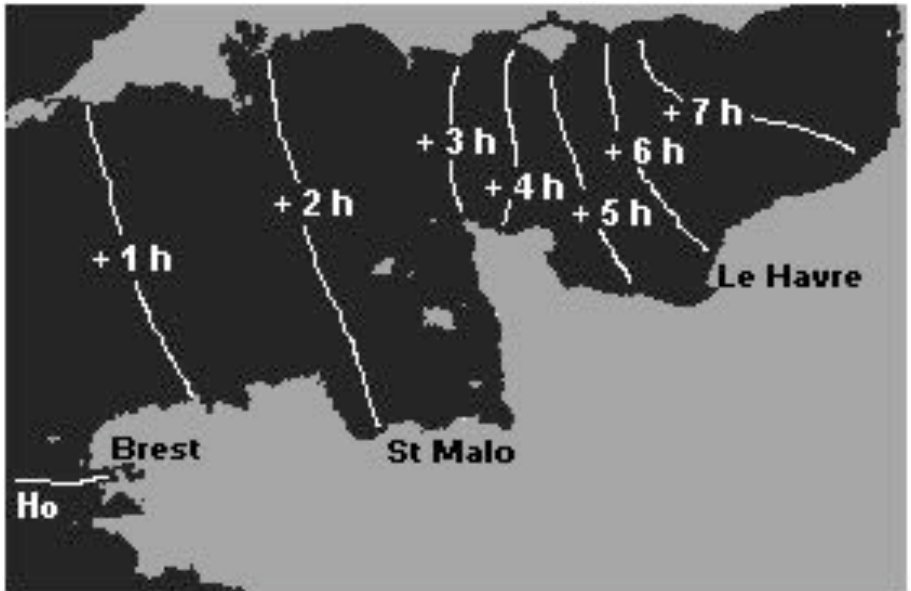 + 7 h
+ 3 h
+ 6 h
+ 4 h
+ 2 h
+ 5 h
+ 1 h
Le Havre
Brest
St Malo
Ho